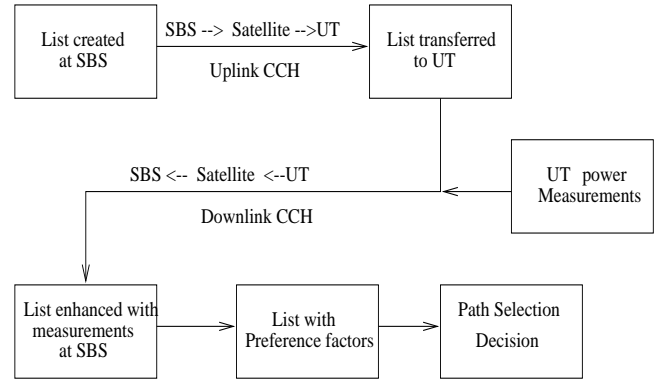 List created
at SBS
SBS --> Satellite -->UT
Uplink CCH
List transferred
to UT
UT power
Measurements
SBS <-- Satellite <--UT
Downlink CCH
List enhanced with
measurements
at SBS
List with
Preference factors
Path Selection
Decision